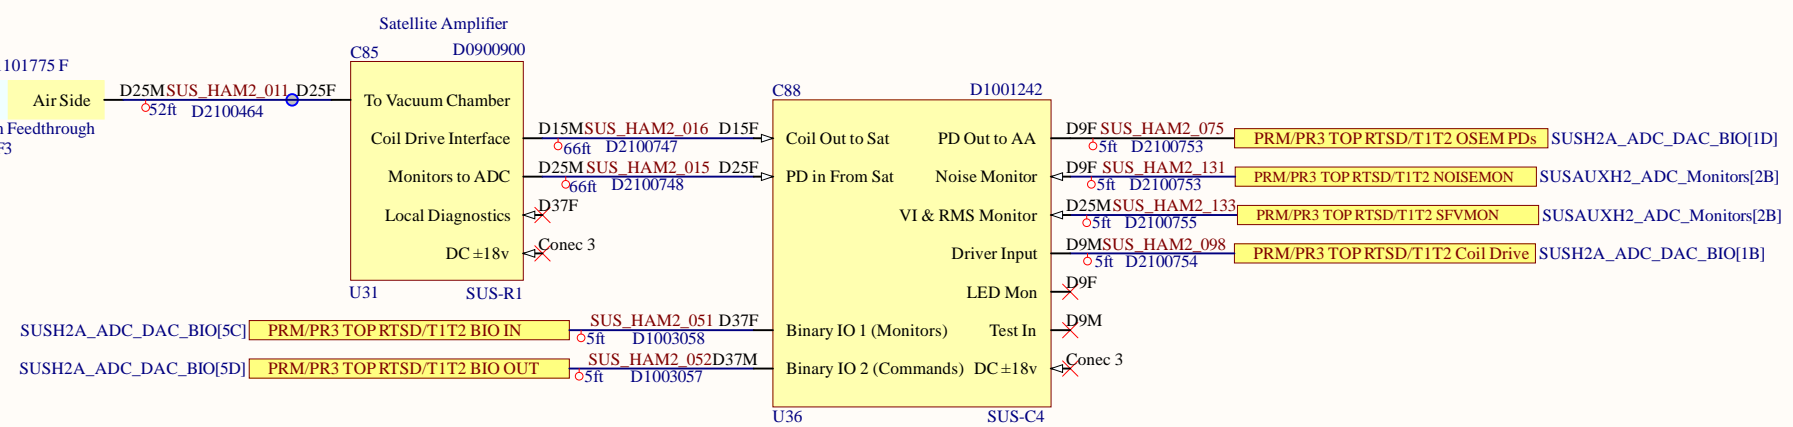 Satellite Amplifier
C85 D0900900
101775 F
Air Side
n Feedthrough
F3
D25M SUS_HAM2_011 D25F
52ft D2100464
To Vacuum Chamber
Coil Drive Interface
Monitors to ADC
Local Diagnostics
DC ±18v
U31 SUS-R1
D15M SUS_HAM2_016 D15F
66ft D2100747
D25M SUS_HAM2_015 D25F
66ft D2100748
D37F
Conec 3
C88 D1001242
Coil Out to Sat PD Out to AA
PD in From Sat Noise Monitor
VI & RMS Monitor
Driver Input
LED Mon
Binary IO 1 (Monitors) Test In
Binary IO 2 (Commands) DC ±18v
U36 SUS-C4
D9F SUS_HAM2_075 PRM/PR3 TOP RTSD/T1T2 OSEM PDs SUSH2A_ADC_DAC_BIO[1D]
5ft D2100753
D9F SUS_HAM2_131 PRM/PR3 TOP RTSD/T1T2 NOISEMON SUSAUXH2_ADC_Monitors[2B]
5ft D2100753
D25M SUS_HAM2_133 PRM/PR3 TOP RTSD/T1T2 SFVMON SUSAUXH2_ADC_Monitors[2B]
5ft D2100755
D9M SUS_HAM2_098 PRM/PR3 TOP RTSD/T1T2 Coil Drive SUSH2A_ADC_DAC_BIO[1B]
5ft D2100754
D9F
D9M
Conec 3
SUSH2A_ADC_DAC_BIO[5C] PRM/PR3 TOP RTSD/T1T2 BIO IN SUS_HAM2_051 D37F
5ft D1003058
SUSH2A_ADC_DAC_BIO[5D] PRM/PR3 TOP RTSD/T1T2 BIO OUT SUS_HAM2_052 D37M
5ft D1003057